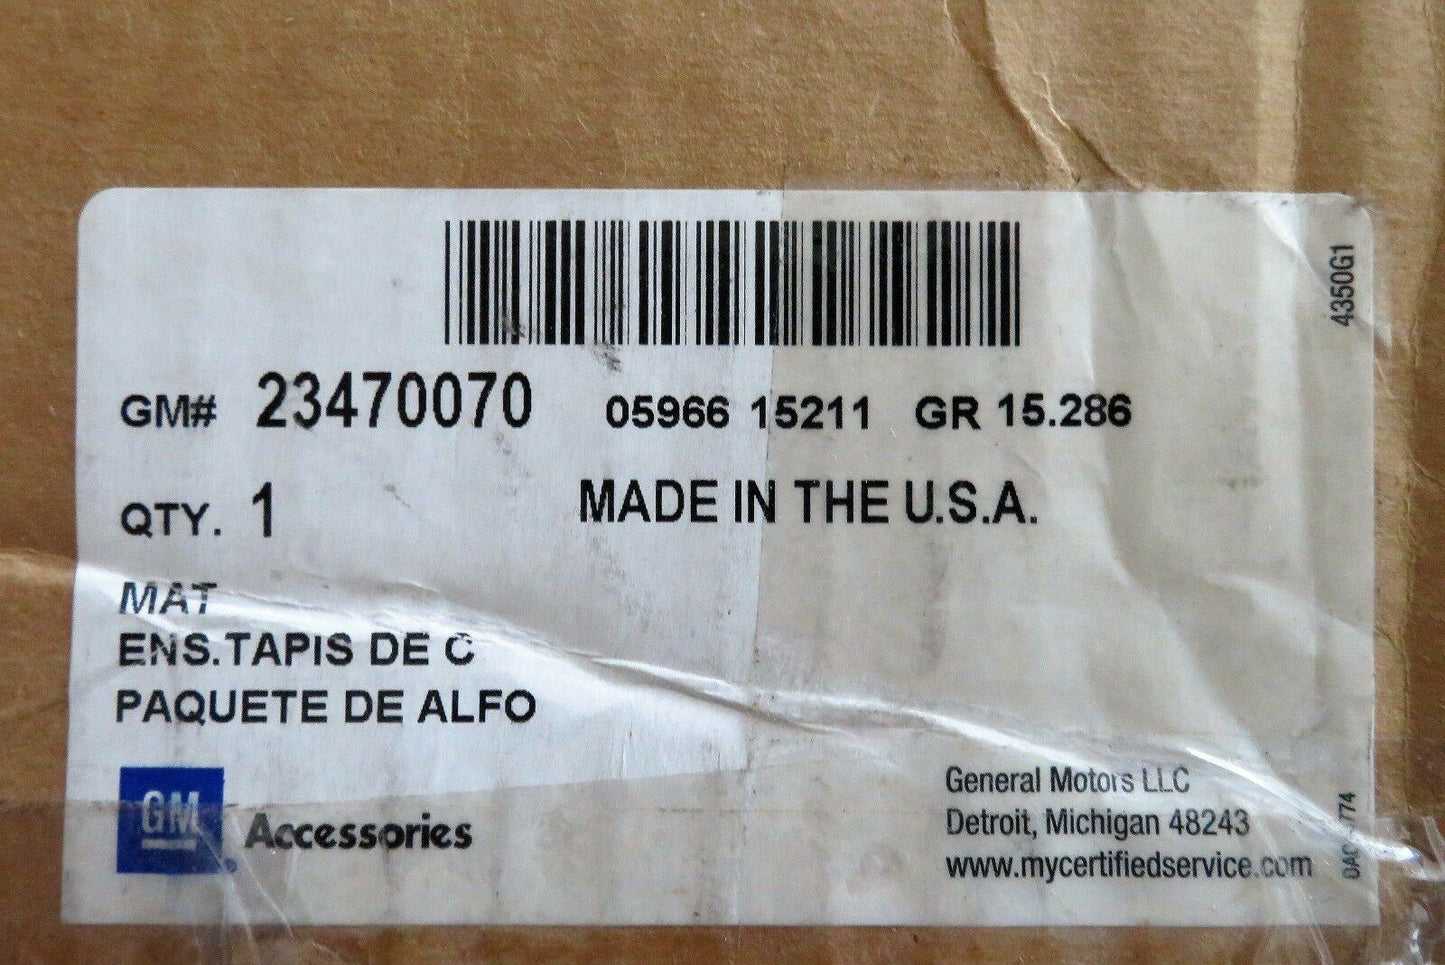 4350G1
GM# 23470070 05966 15211 GR 15.286
QTY. 1 MADE IN THE U.S.A.
MAT
ENS.TAPIS DE C
PAQUETE DE ALFO
GM Accessories
General Motors LLC
Detroit, Michigan 48243
www.mycertifiedservice.com